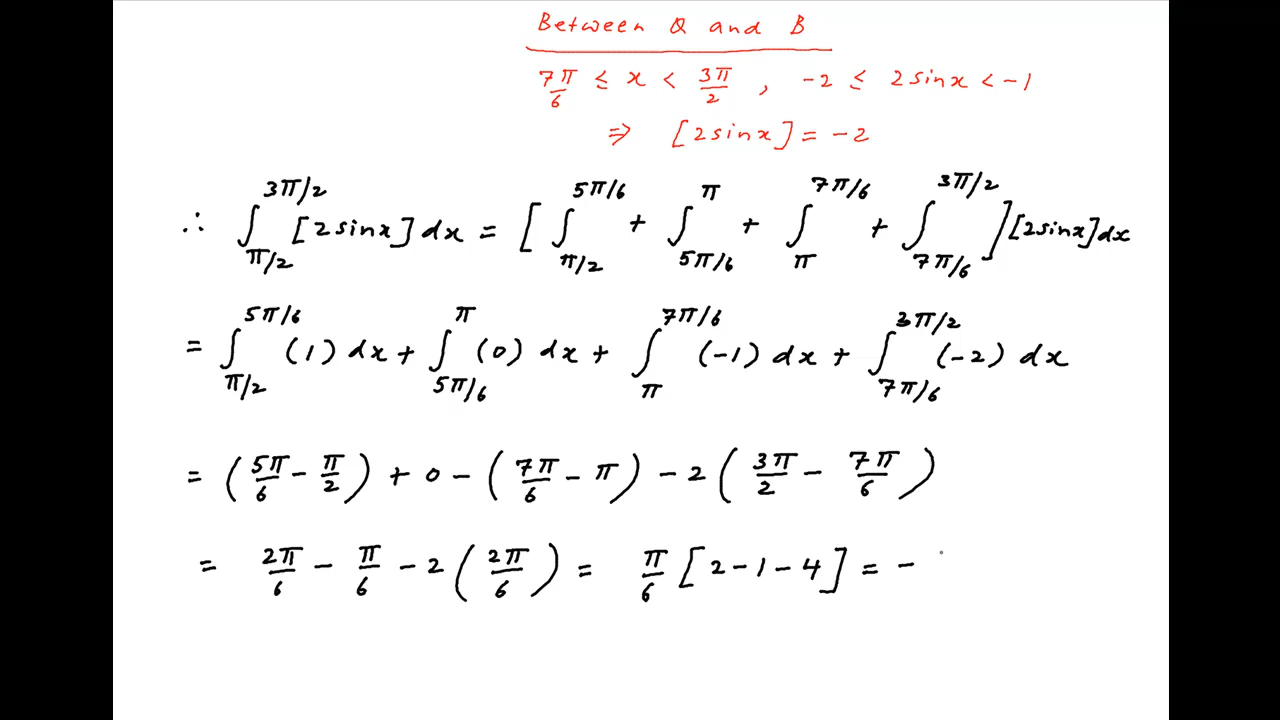 Between Q and B
7π/6 ≤ x < 3π/2 , -2 ≤ 2sinx < -1
⇒ [2sinx] = -2
∴ ∫_{π/2}^{3π/2} [2sinx] dx = [ ∫_{π/2}^{5π/6} + ∫_{5π/6}^{π} + ∫_{π}^{7π/6} + ∫_{7π/6}^{3π/2} ] [2sinx] dx
= ∫_{π/2}^{5π/6} (1) dx + ∫_{5π/6}^{π} (0) dx + ∫_{π}^{7π/6} (-1) dx + ∫_{7π/6}^{3π/2} (-2) dx
= (5π/6 - π/2) + 0 - (7π/6 - π) - 2 (3π/2 - 7π/6)
= 2π/6 - π/6 - 2 (2π/6) = π/6 [2-1-4] = -